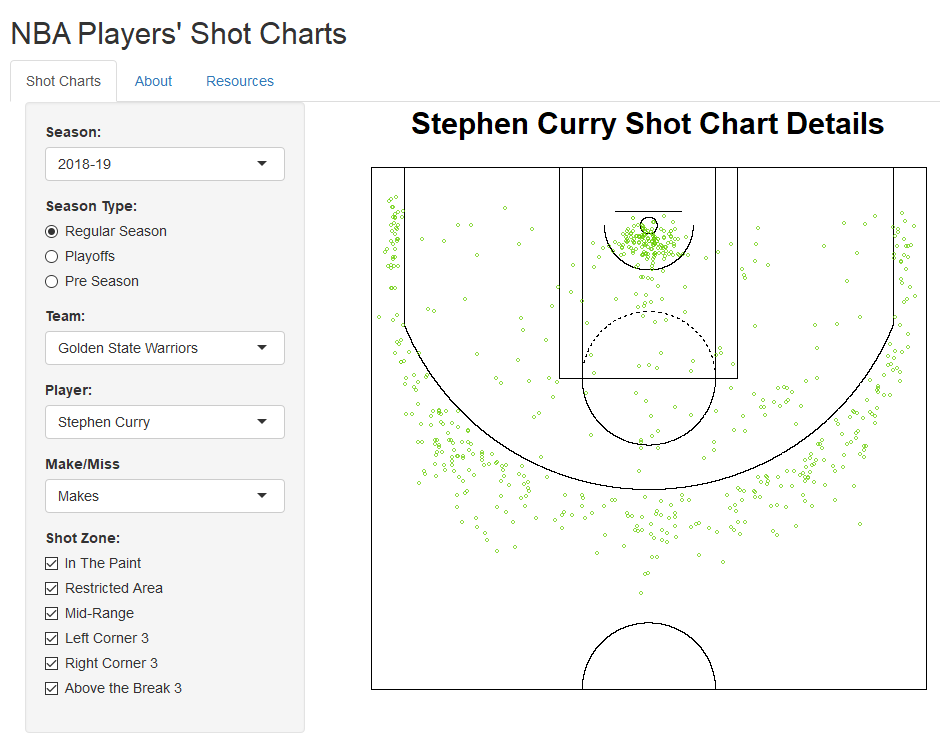 NBA Players' Shot Charts
Shot Charts About Resources
Stephen Curry Shot Chart Details
Season:
2018-19
Season Type:
Regular Season
Playoffs
Pre Season
Team:
Golden State Warriors
Player:
Stephen Curry
Make/Miss
Makes
Shot Zone:
In The Paint
Restricted Area
Mid-Range
Left Corner 3
Right Corner 3
Above the Break 3